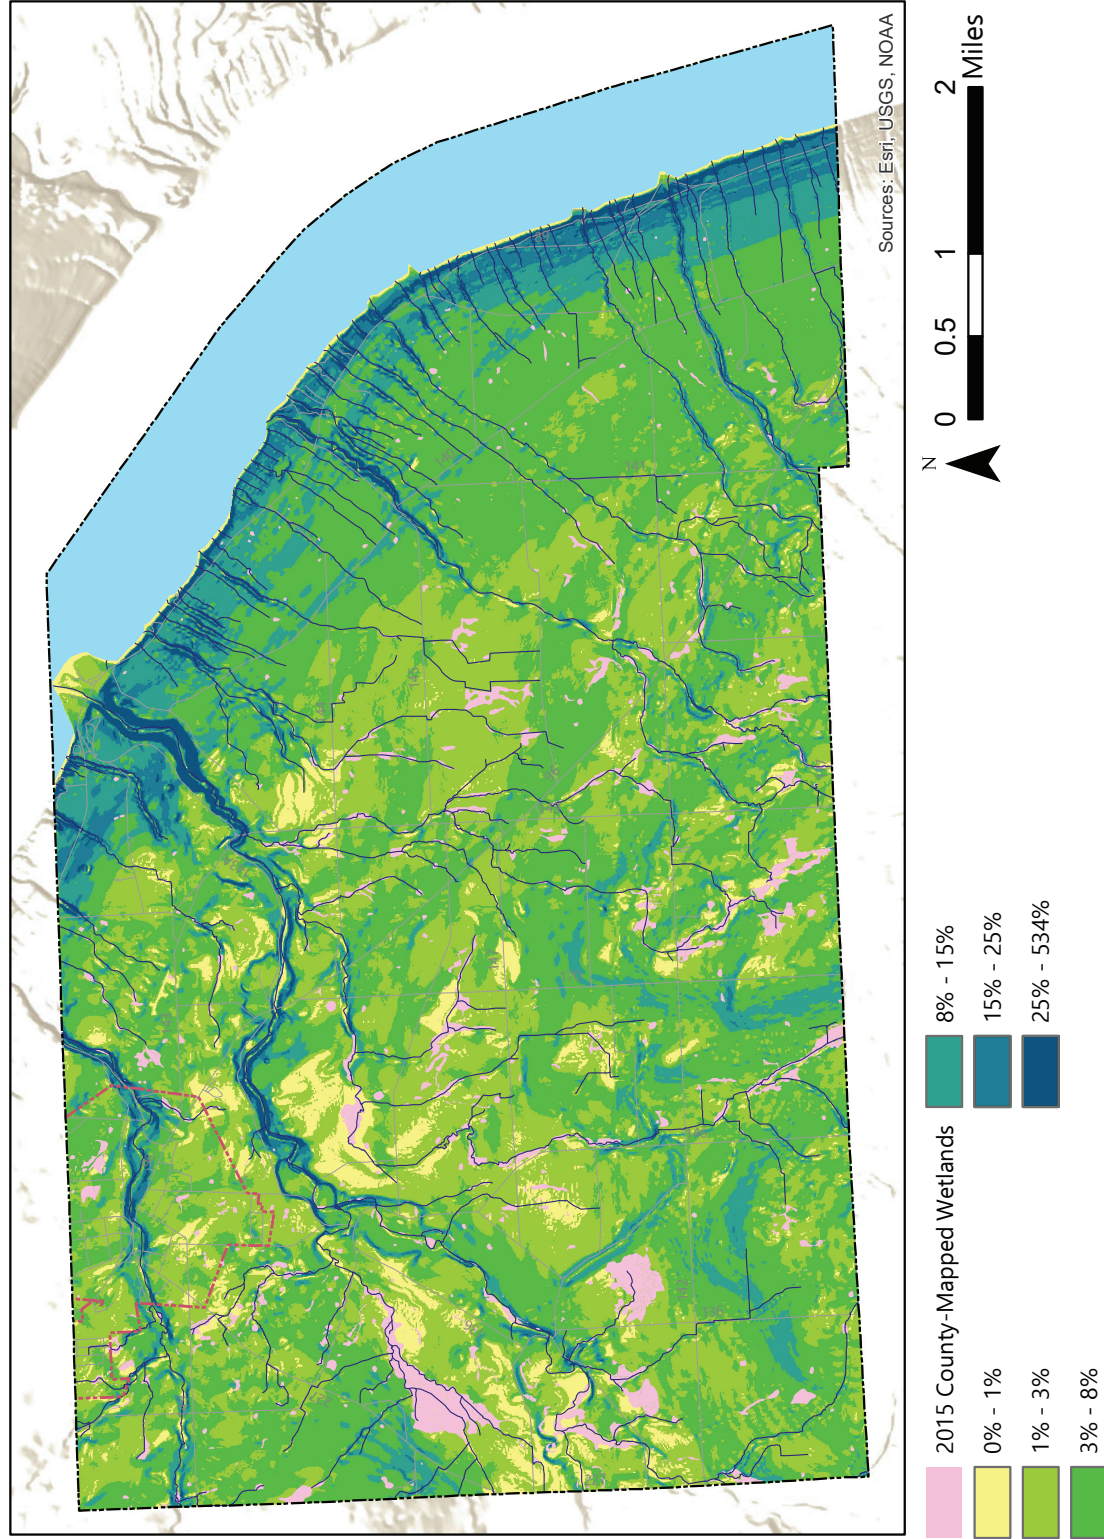 Sources: Esri, USGS, NOAA
N
0 0.5 1 2
Miles
2015 County-Mapped Wetlands
0% - 1%
1% - 3%
3% - 8%
8% - 15%
15% - 25%
25% - 534%